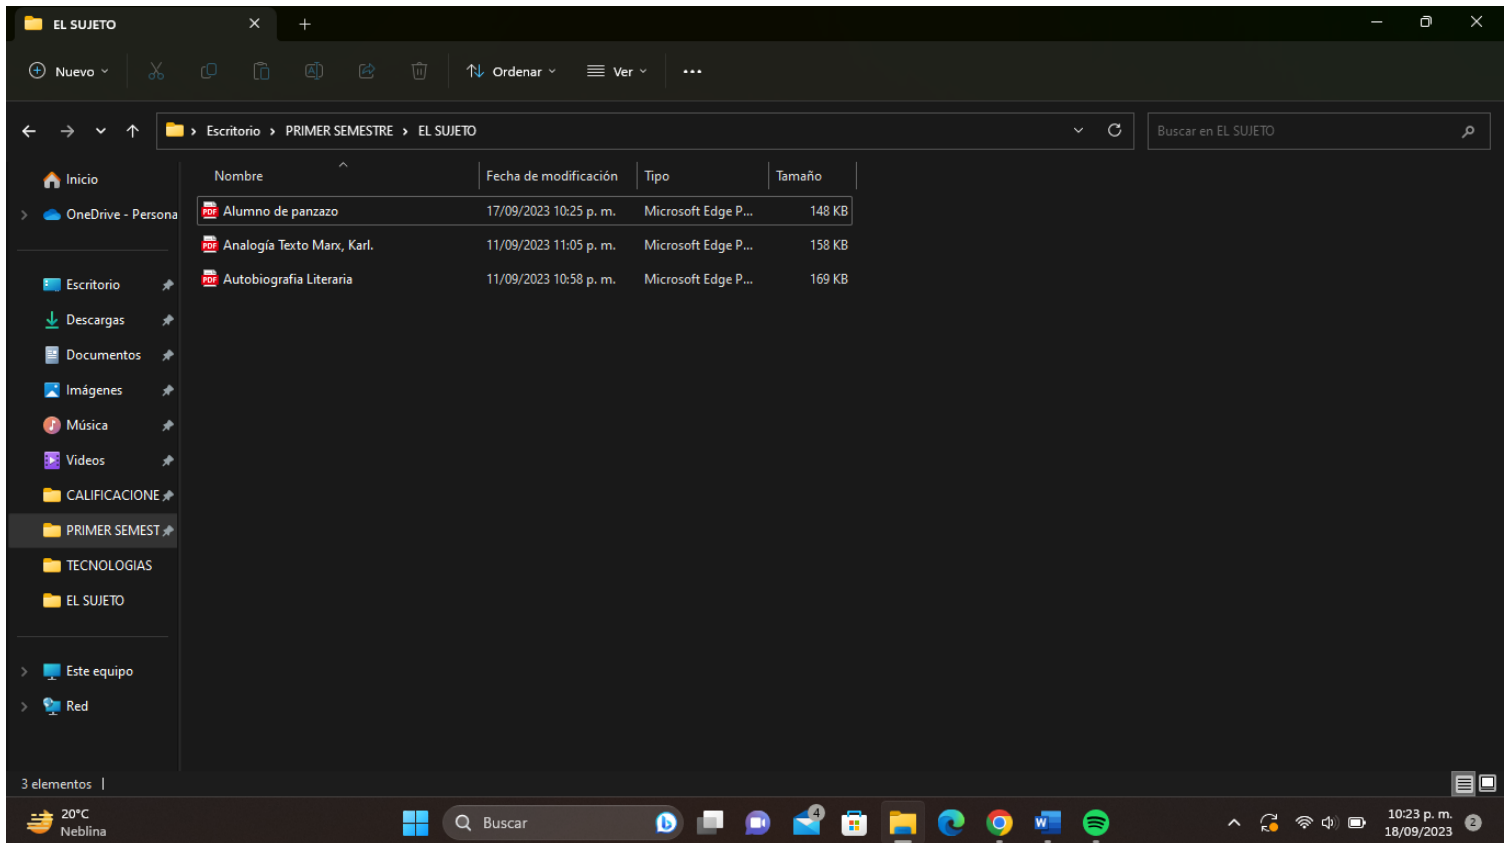 EL SUJETO
Nuevo
Ordenar
Ver
Escritorio > PRIMER SEMESTRE > EL SUJETO
Buscar en EL SUJETO
Nombre Fecha de modificación Tipo Tamaño
Alumno de panzazo 17/09/2023 10:25 p. m. Microsoft Edge P... 148 KB
Analogía Texto Marx, Karl. 11/09/2023 11:05 p. m. Microsoft Edge P... 158 KB
Autobiografia Literaria 11/09/2023 10:58 p. m. Microsoft Edge P... 169 KB
Inicio
OneDrive - Persona
Escritorio
Descargas
Documentos
Imágenes
Música
Videos
CALIFICACIONE
PRIMER SEMEST
TECNOLOGIAS
EL SUJETO
Este equipo
Red
3 elementos
20°C
Neblina
Buscar
4
10:23 p. m.
18/09/2023
2